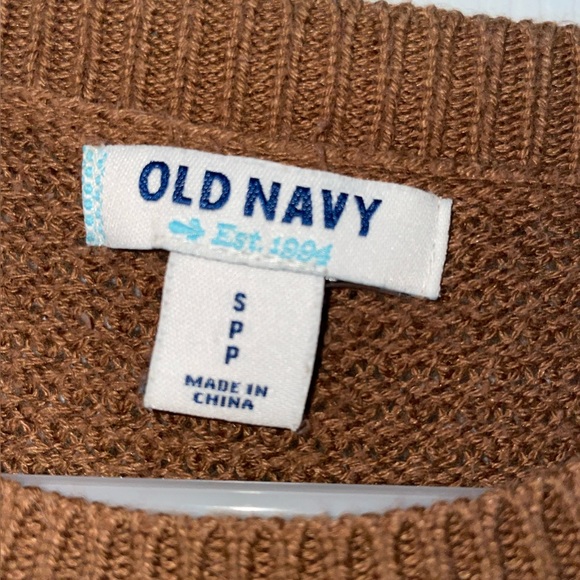 OLD NAVY
Est. 1994
S
P
P
MADE IN
CHINA